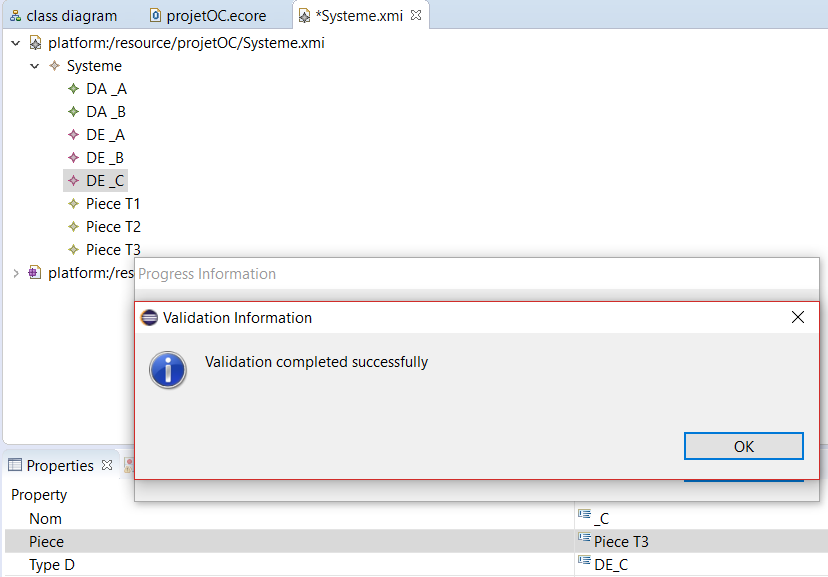 class diagram
projetOC.ecore
*Systeme.xmi
platform:/resource/projetOC/Systeme.xmi
Systeme
DA _A
DA _B
DE _A
DE _B
DE _C
Piece T1
Piece T2
Piece T3
platform:/res
Progress Information
Validation Information
Validation completed successfully
OK
Properties
Property
Nom _C
Piece Piece T3
Type D DE_C